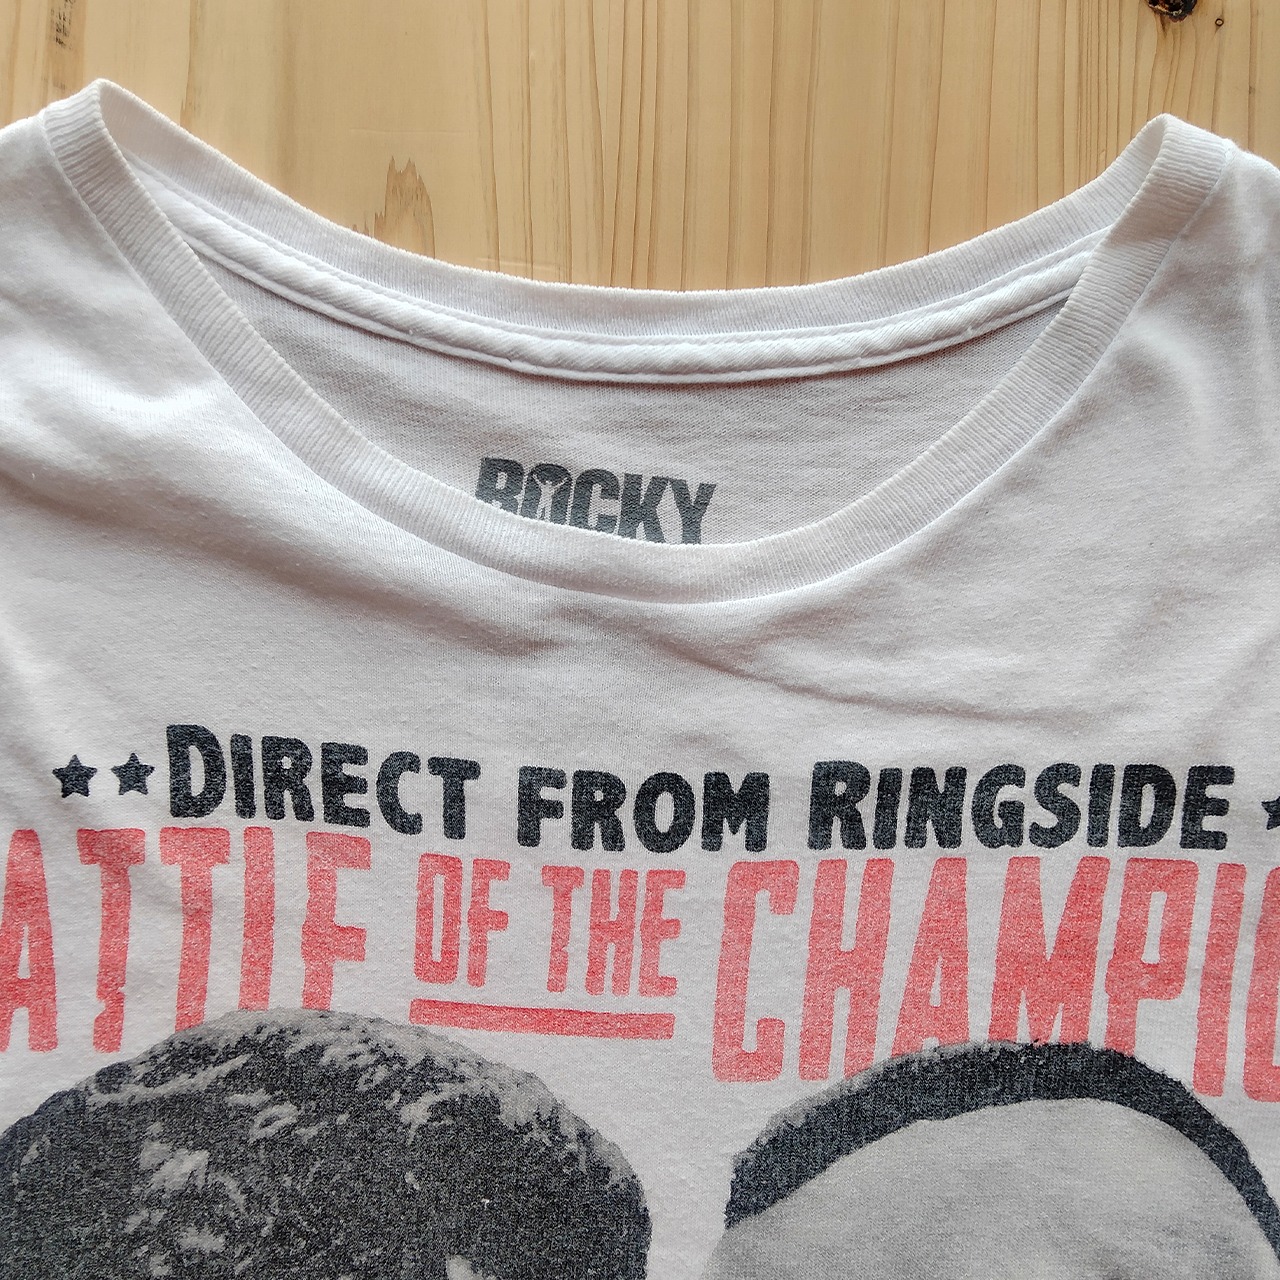 ROCKY
★★DIRECT FROM RINGSIDE★
ATTLE OF THE CHAMPIO